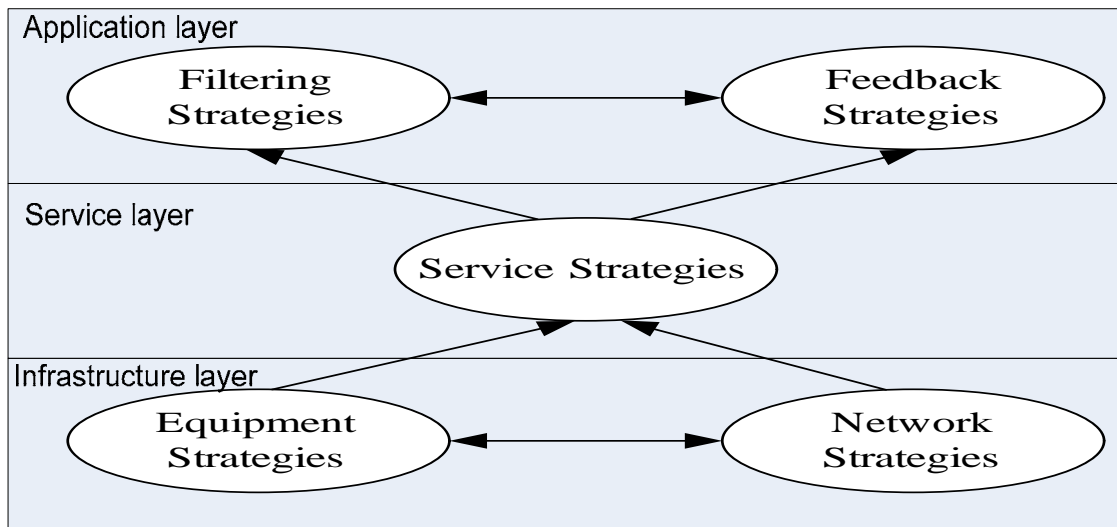 Application layer
Filtering
Strategies
Feedback
Strategies
Service layer
Service Strategies
Infrastructure layer
Equipment
Strategies
Network
Strategies